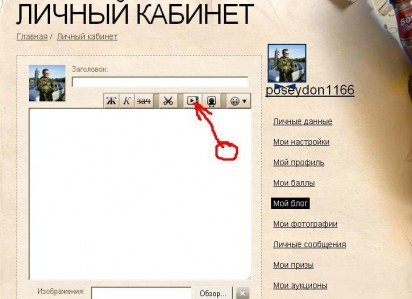 ЛИЧНЫЙ КАБИНЕТ
Главная / Личный кабинет
Заголовок:
Ж К зач
poseydon1166
Личные данные
Мои настройки
Мой профиль
Мои баллы
Мой блог
Мои фотографии
Личные сообщения
Мои призы
Мои аукционы
Изображения: Обзор...